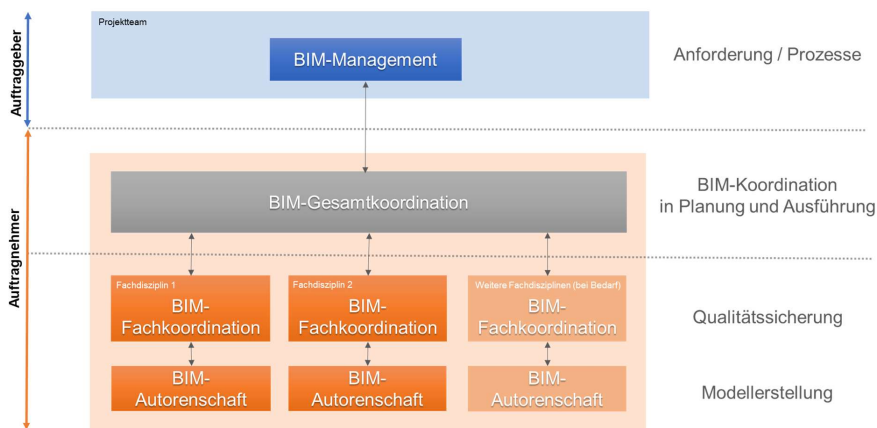 Auftraggeber
Projektteam
BIM-Management
Anforderung / Prozesse
Auftragnehmer
BIM-Gesamtkoordination
BIM-Koordination
in Planung und Ausführung
Fachdisziplin 1
BIM-
Fachkoordination
Fachdisziplin 2
BIM-
Fachkoordination
Weitere Fachdisziplinen (bei Bedarf)
BIM-
Fachkoordination
Qualitätssicherung
BIM-
Autorenschaft
BIM-
Autorenschaft
BIM-
Autorenschaft
Modellerstellung